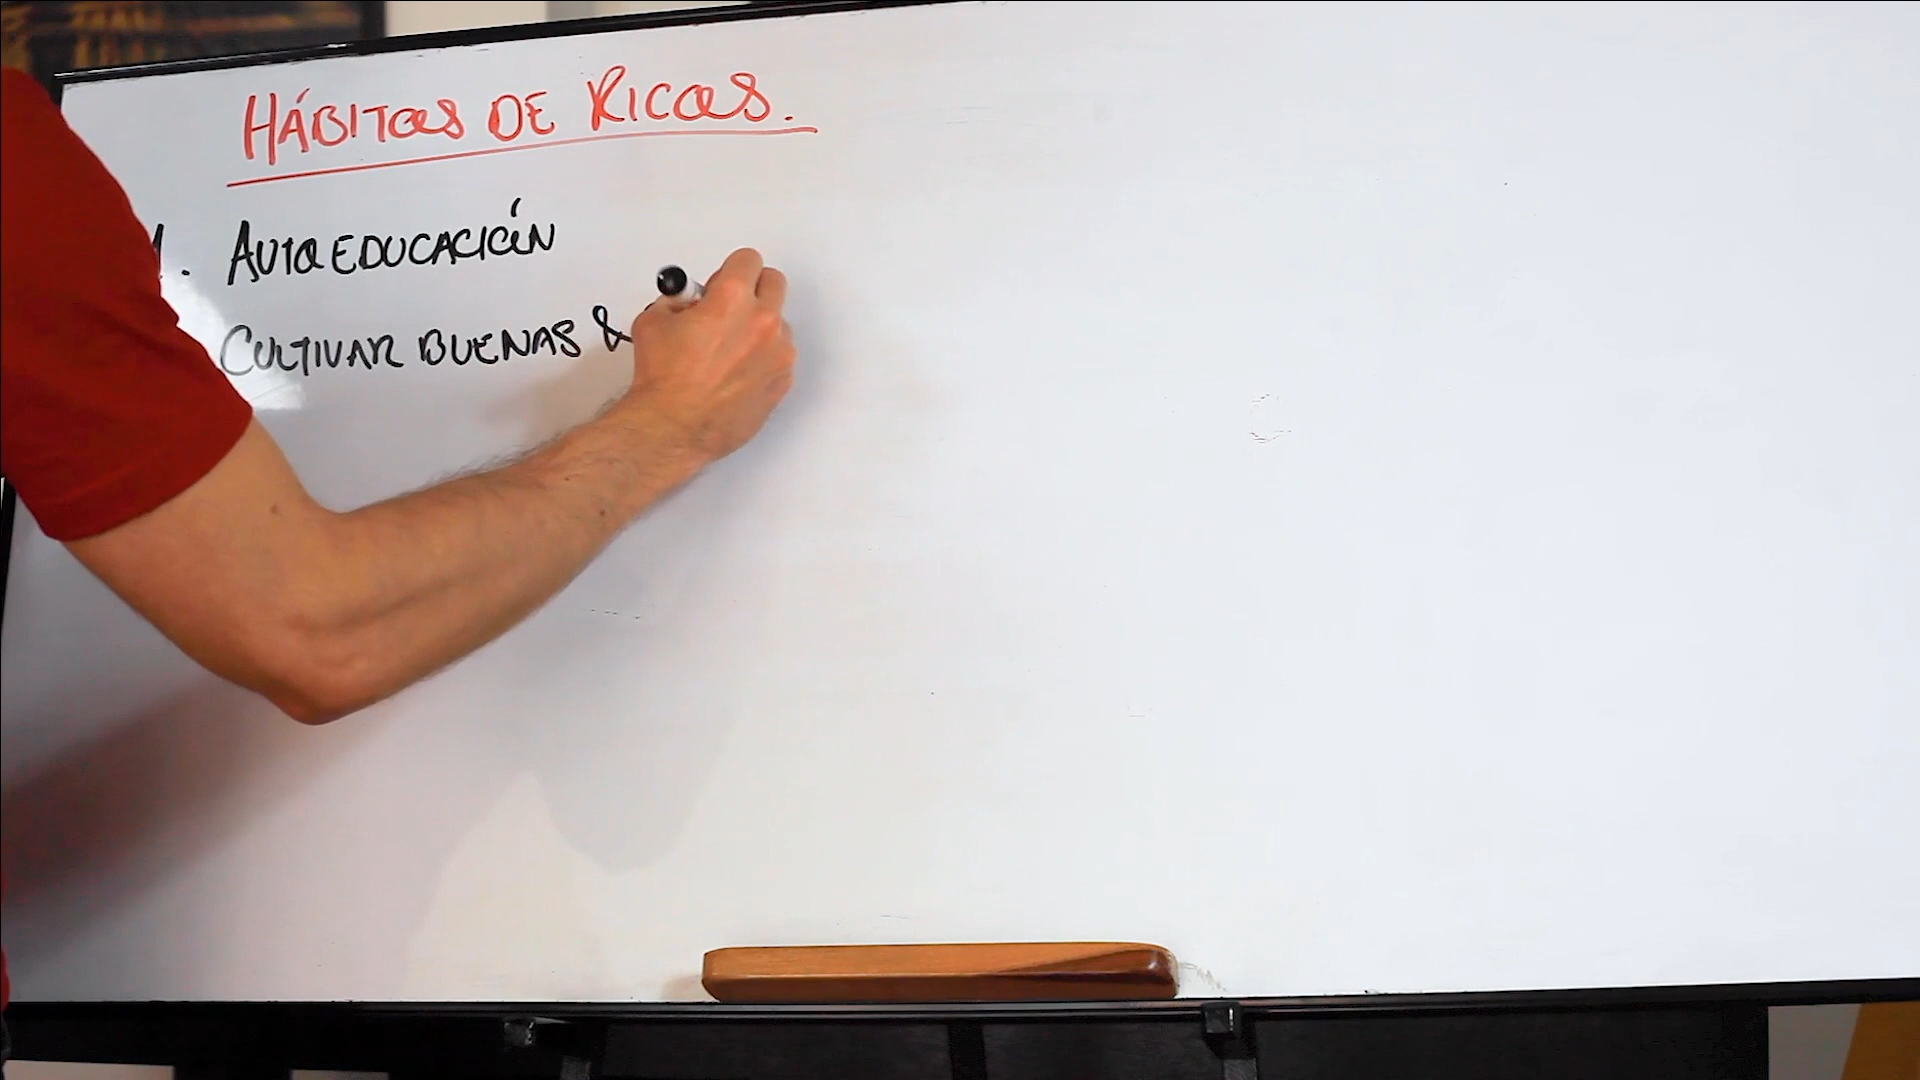 HÁBITOS DE RICOS.
1. AUTOEDUCACIÓN
CULTIVAR BUENAS &